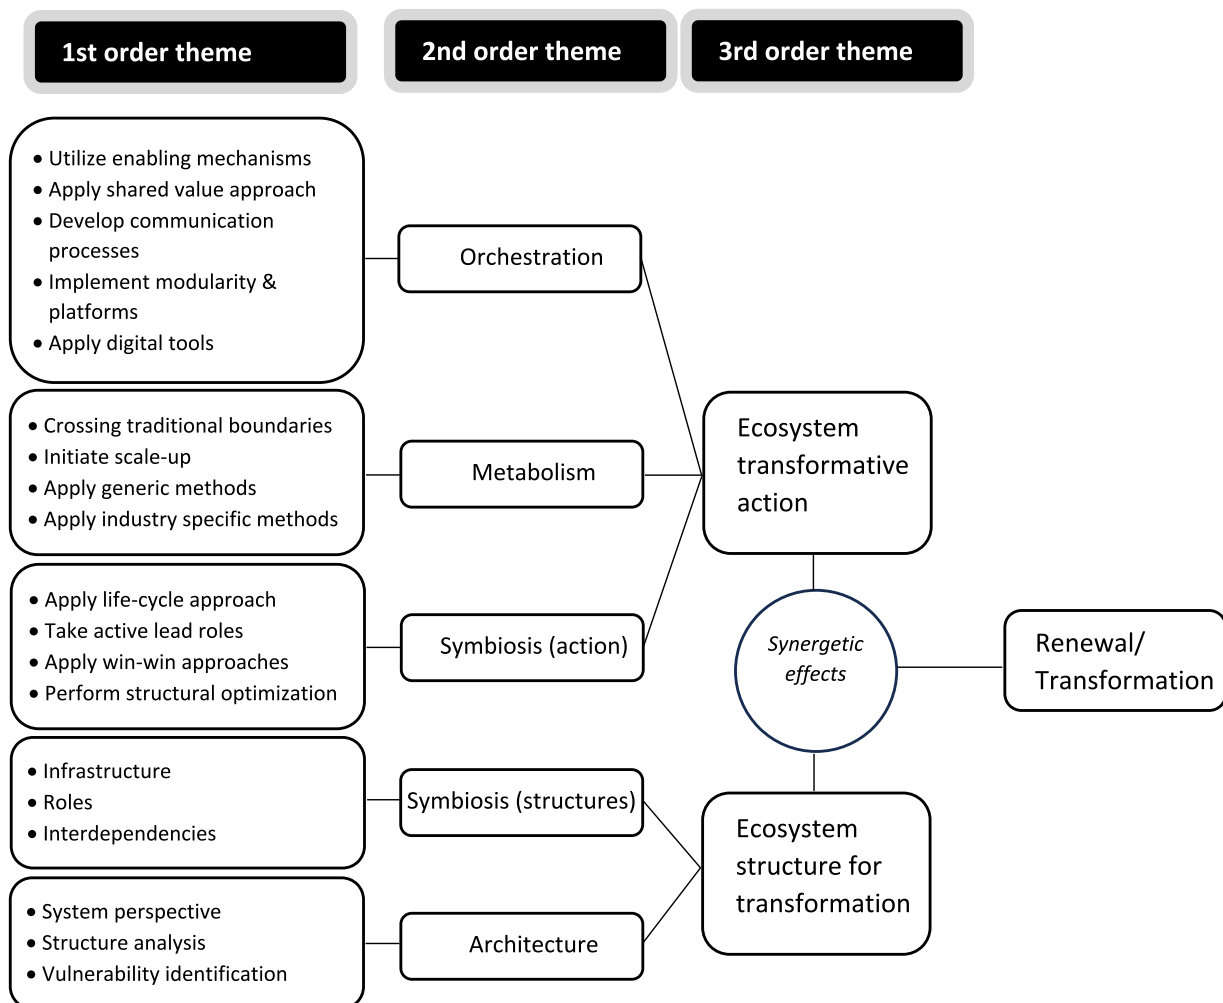 1st order theme
2nd order theme
3rd order theme
• Utilize enabling mechanisms
• Apply shared value approach
• Develop communication
processes
• Implement modularity &
platforms
• Apply digital tools
Orchestration
• Crossing traditional boundaries
• Initiate scale-up
• Apply generic methods
• Apply industry specific methods
Metabolism
• Apply life-cycle approach
• Take active lead roles
• Apply win-win approaches
• Perform structural optimization
Symbiosis (action)
• Infrastructure
• Roles
• Interdependencies
Symbiosis (structures)
• System perspective
• Structure analysis
• Vulnerability identification
Architecture
Ecosystem
transformative
action
Synergetic
effects
Ecosystem
structure for
transformation
Renewal/
Transformation